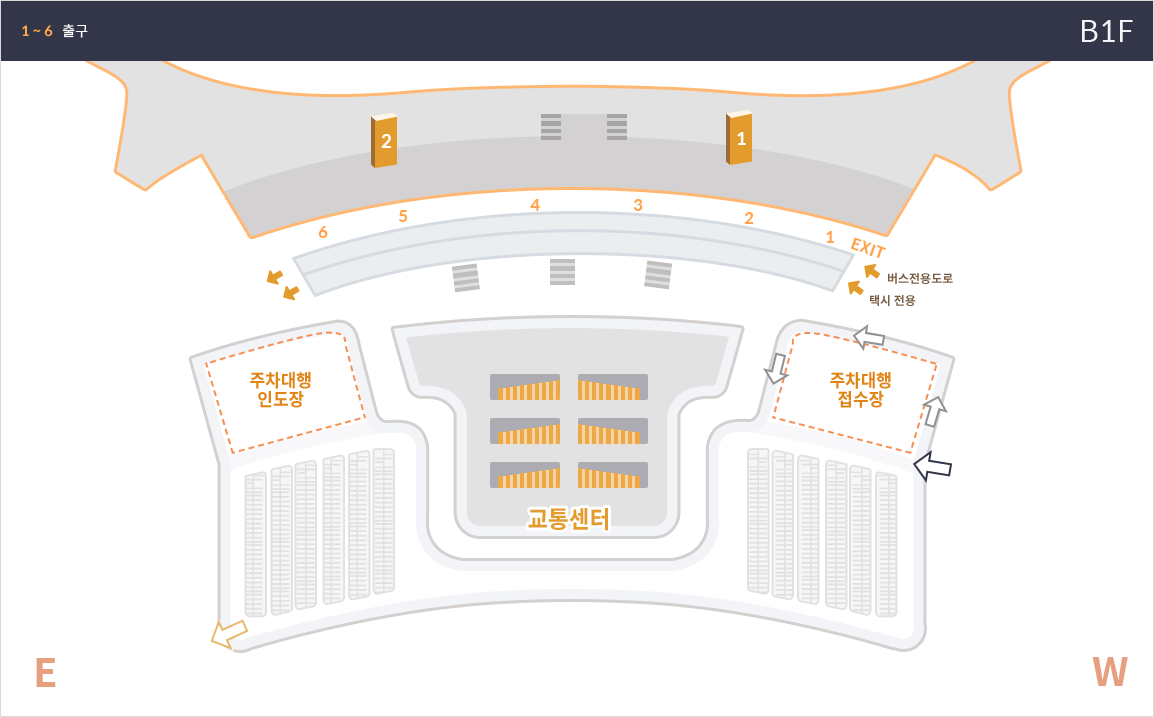 1 ~ 6 출구
B1F
2
1
6
5
4
3
2
1
EXIT
버스전용도로
택시 전용
주차대행
인도장
주차대행
접수장
교통센터
E
W